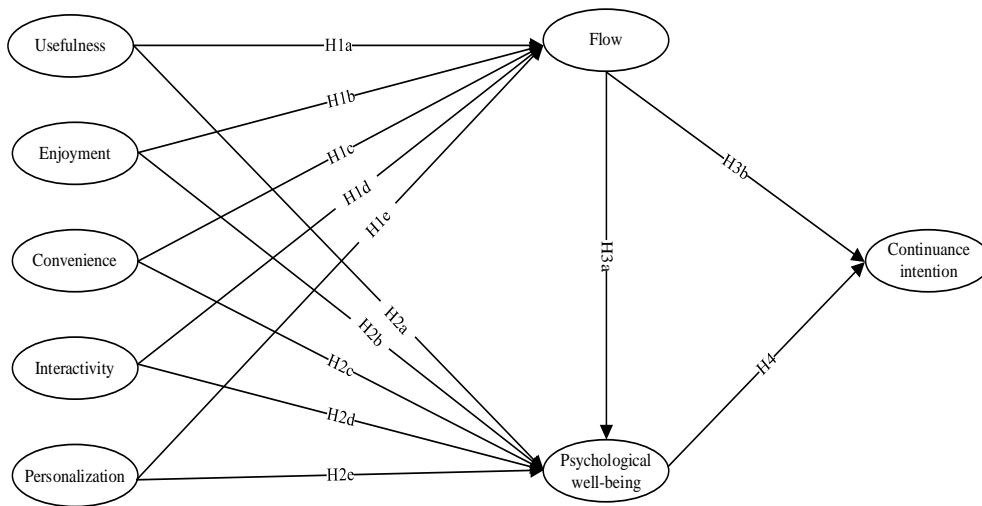 Usefulness
Flow
H1a
H1b
Enjoyment
H1c
H1d
H3b
H1e
Convenience
H3a
Continuance
intention
H2a
H2b
Interactivity
H2c
H4
H2d
Personalization
H2e
Psychological
well-being